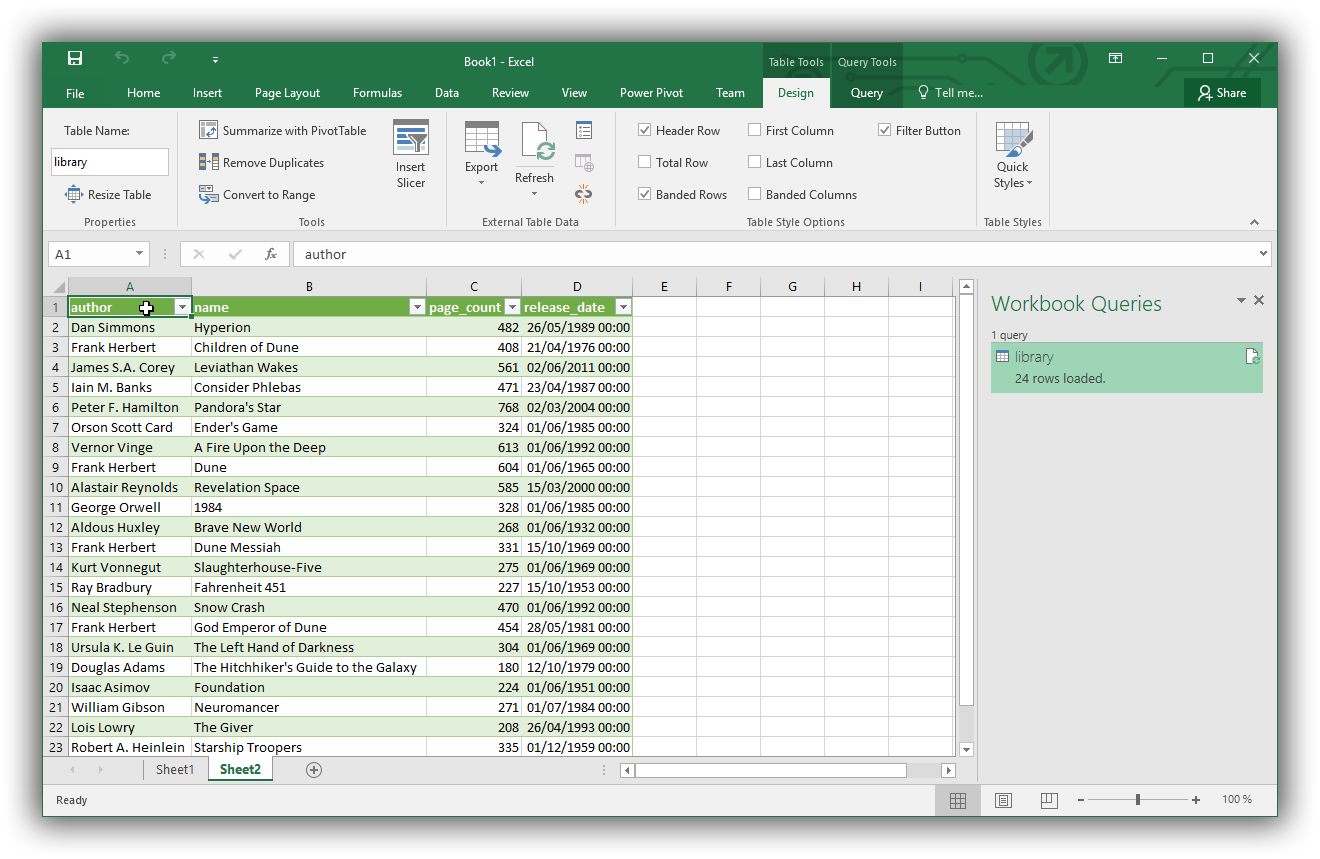 Book1 - Excel
Table Tools Query Tools
File Home Insert Page Layout Formulas Data Review View Power Pivot Team Design Query Tell me... Share
Table Name:
library
Resize Table
Properties
Summarize with PivotTable
Remove Duplicates
Convert to Range
Insert
Slicer
Tools
Export
Refresh
External Table Data
Header Row First Column Filter Button
Total Row Last Column
Banded Rows Banded Columns
Table Style Options
Quick
Styles
Table Styles
A1 fx author
A B C D E F G H I
1 author name page_count release_date
2 Dan Simmons Hyperion 482 26/05/1989 00:00
3 Frank Herbert Children of Dune 408 21/04/1976 00:00
4 James S.A. Corey Leviathan Wakes 561 02/06/2011 00:00
5 Iain M. Banks Consider Phlebas 471 23/04/1987 00:00
6 Peter F. Hamilton Pandora's Star 768 02/03/2004 00:00
7 Orson Scott Card Ender's Game 324 01/06/1985 00:00
8 Vernor Vinge A Fire Upon the Deep 613 01/06/1992 00:00
9 Frank Herbert Dune 604 01/06/1965 00:00
10 Alastair Reynolds Revelation Space 585 15/03/2000 00:00
11 George Orwell 1984 328 01/06/1985 00:00
12 Aldous Huxley Brave New World 268 01/06/1932 00:00
13 Frank Herbert Dune Messiah 331 15/10/1969 00:00
14 Kurt Vonnegut Slaughterhouse-Five 275 01/06/1969 00:00
15 Ray Bradbury Fahrenheit 451 227 15/10/1953 00:00
16 Neal Stephenson Snow Crash 470 01/06/1992 00:00
17 Frank Herbert God Emperor of Dune 454 28/05/1981 00:00
18 Ursula K. Le Guin The Left Hand of Darkness 304 01/06/1969 00:00
19 Douglas Adams The Hitchhiker's Guide to the Galaxy 180 12/10/1979 00:00
20 Isaac Asimov Foundation 224 01/06/1951 00:00
21 William Gibson Neuromancer 271 01/07/1984 00:00
22 Lois Lowry The Giver 208 26/04/1993 00:00
23 Robert A. Heinlein Starship Troopers 335 01/12/1959 00:00
Workbook Queries
1 query
library
24 rows loaded.
Sheet1 Sheet2
Ready 100 %